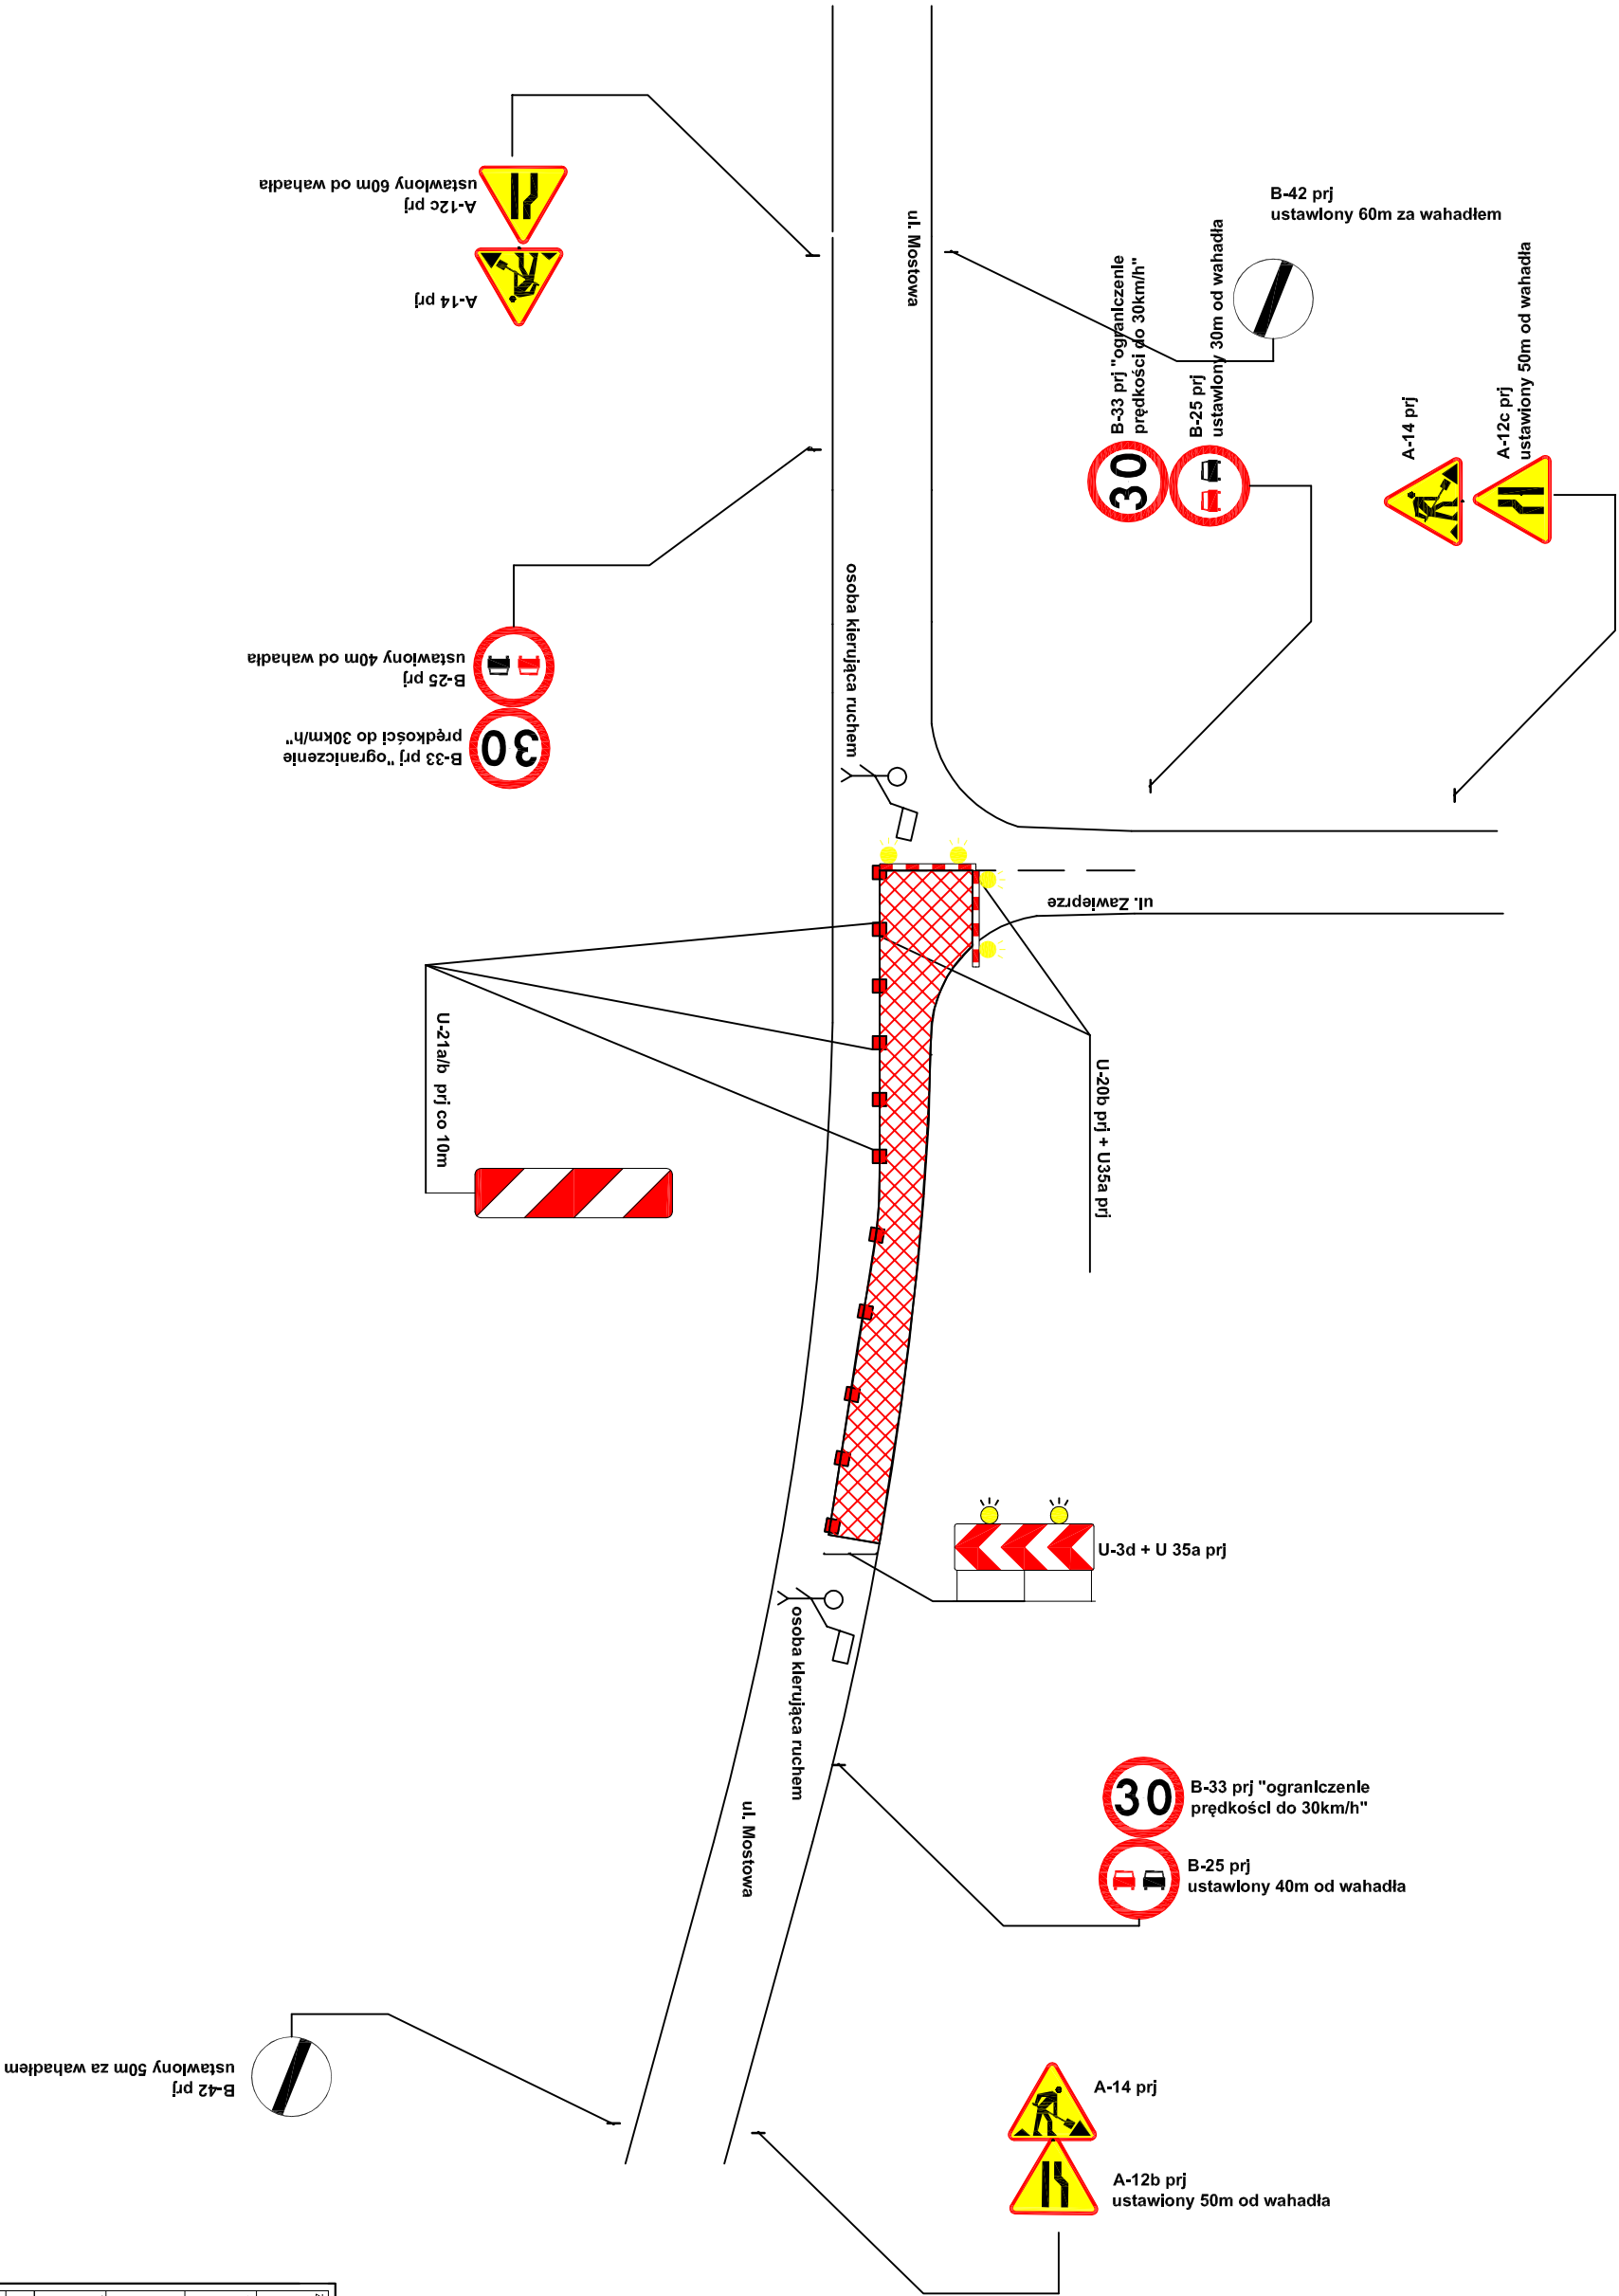 A-12c prj
ustawiony 60m od wahadła
A-14 prj
ul. Mostowa
B-42 prj
ustawiony 60m za wahadłem
B-33 prj "ograniczenie
prędkości do 30km/h"
B-25 prj
ustawiony 30m od wahadła
30
A-14 prj
A-12c prj
ustawiony 50m od wahadła
osoba kierująca ruchem
B-25 prj
ustawiony 40m od wahadła
B-33 prj "ograniczenie
prędkości do 30km/h"
30
ul. Zawieprze
U-21a/b prj co 10m
U-20b prj + U35a prj
U-3d + U 35a prj
osoba kierująca ruchem
ul. Mostowa
30
B-33 prj "ograniczenie
prędkości do 30km/h"
B-25 prj
ustawiony 40m od wahadła
B-42 prj
ustawiony 50m za wahadłem
A-14 prj
A-12b prj
ustawiony 50m od wahadła